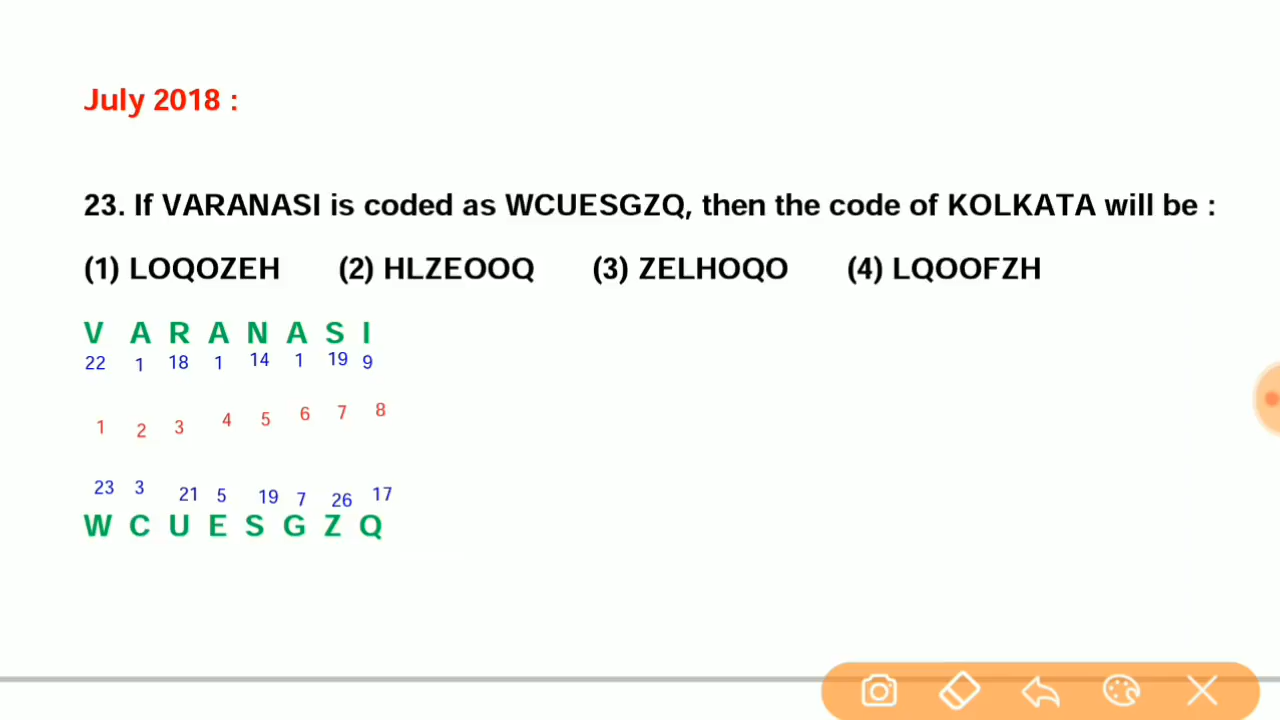 July 2018 :
23. If VARANASI is coded as WCUESGZQ, then the code of KOLKATA will be :
(1) LOQOZEH (2) HLZEOOQ (3) ZELHOQO (4) LQOOFZH
V A R A N A S I
22 1 18 1 14 1 19 9
1 2 3 4 5 6 7 8
23 3 21 5 19 7 26 17
W C U E S G Z Q